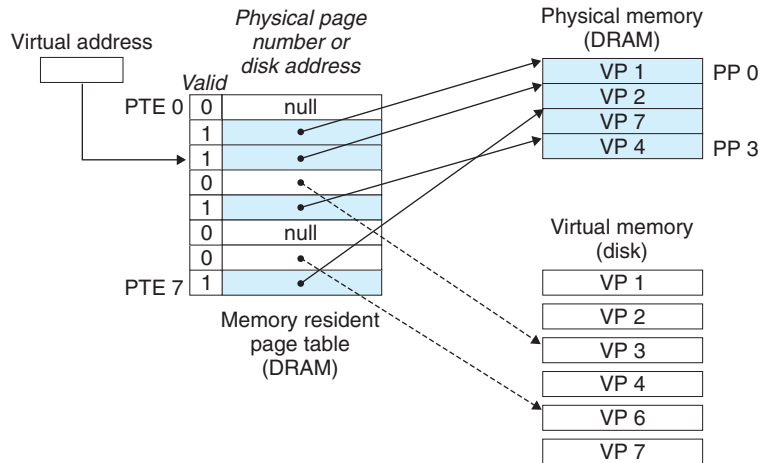 Virtual address
Physical page
number or
disk address
Valid
PTE 0
0
null
1
1
0
1
0
null
0
PTE 7
1
Memory resident
page table
(DRAM)
Physical memory
(DRAM)
VP 1
PP 0
VP 2
VP 7
VP 4
PP 3
Virtual memory
(disk)
VP 1
VP 2
VP 3
VP 4
VP 6
VP 7